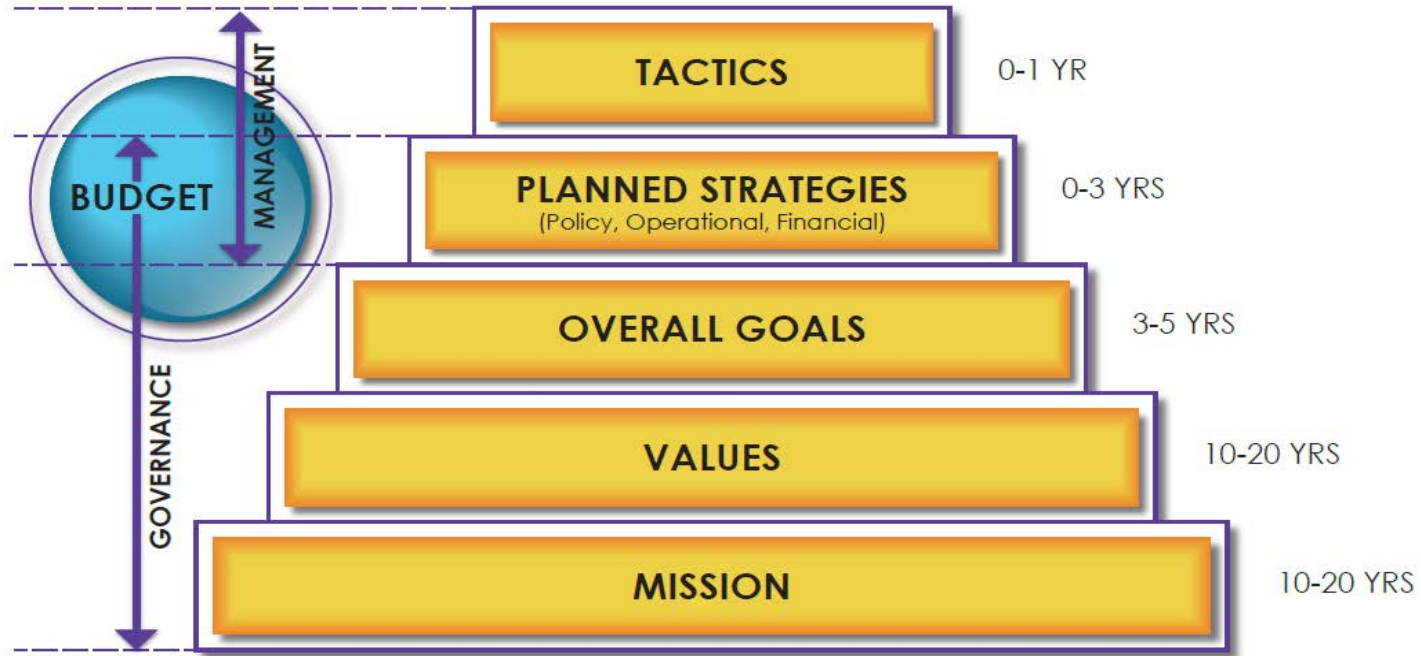 TACTICS
0-1 YR
MANAGEMENT
BUDGET
PLANNED STRATEGIES
(Policy, Operational, Financial)
0-3 YRS
OVERALL GOALS
3-5 YRS
GOVERNANCE
VALUES
10-20 YRS
MISSION
10-20 YRS